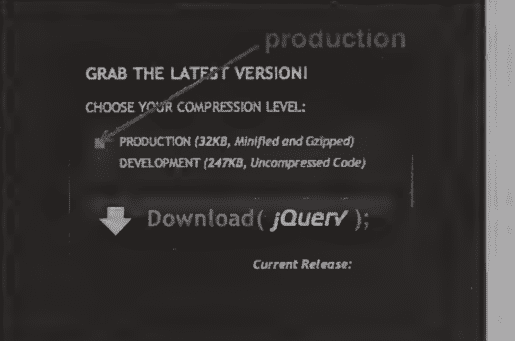 production
GRAB THE LATEST VERSION!
CHOOSE YOUR COMPRESSION LEVEL:
PRODUCTION (32KB, Minified and Gzipped)
DEVELOPMENT (247KB, Uncompressed Code)
Download( jQuery );
Current Release: